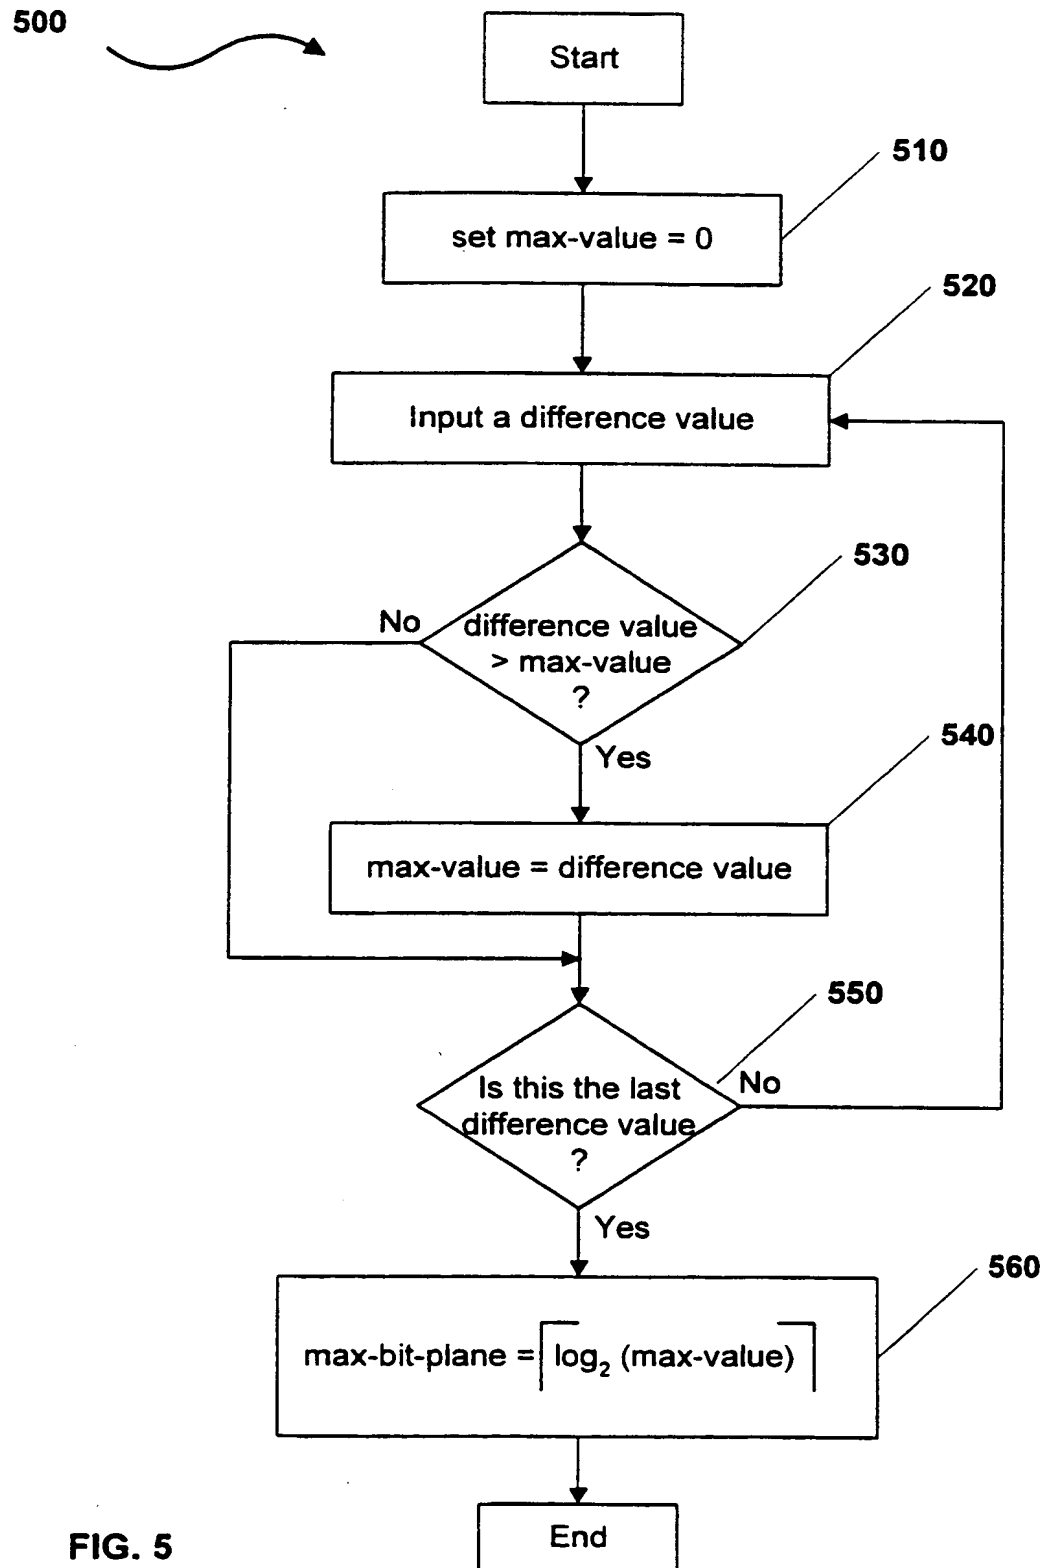 500
Start
510
set max-value = 0
520
Input a difference value
530
No
difference value
> max-value
?
Yes
540
max-value = difference value
550
Is this the last
difference value
?
No
Yes
560
max-bit-plane = ⌈log₂ (max-value)⌉
End
FIG. 5